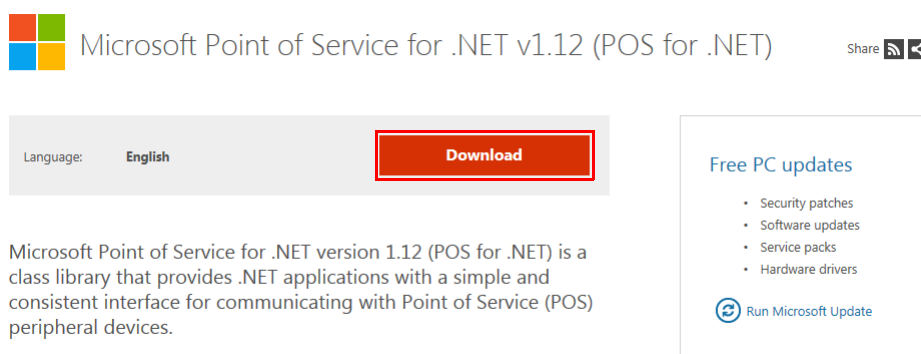 Microsoft Point of Service for .NET v1.12 (POS for .NET)
Share
Language:
English
Download
Microsoft Point of Service for .NET version 1.12 (POS for .NET) is a
class library that provides .NET applications with a simple and
consistent interface for communicating with Point of Service (POS)
peripheral devices.
Free PC updates
• Security patches
• Software updates
• Service packs
• Hardware drivers
Run Microsoft Update